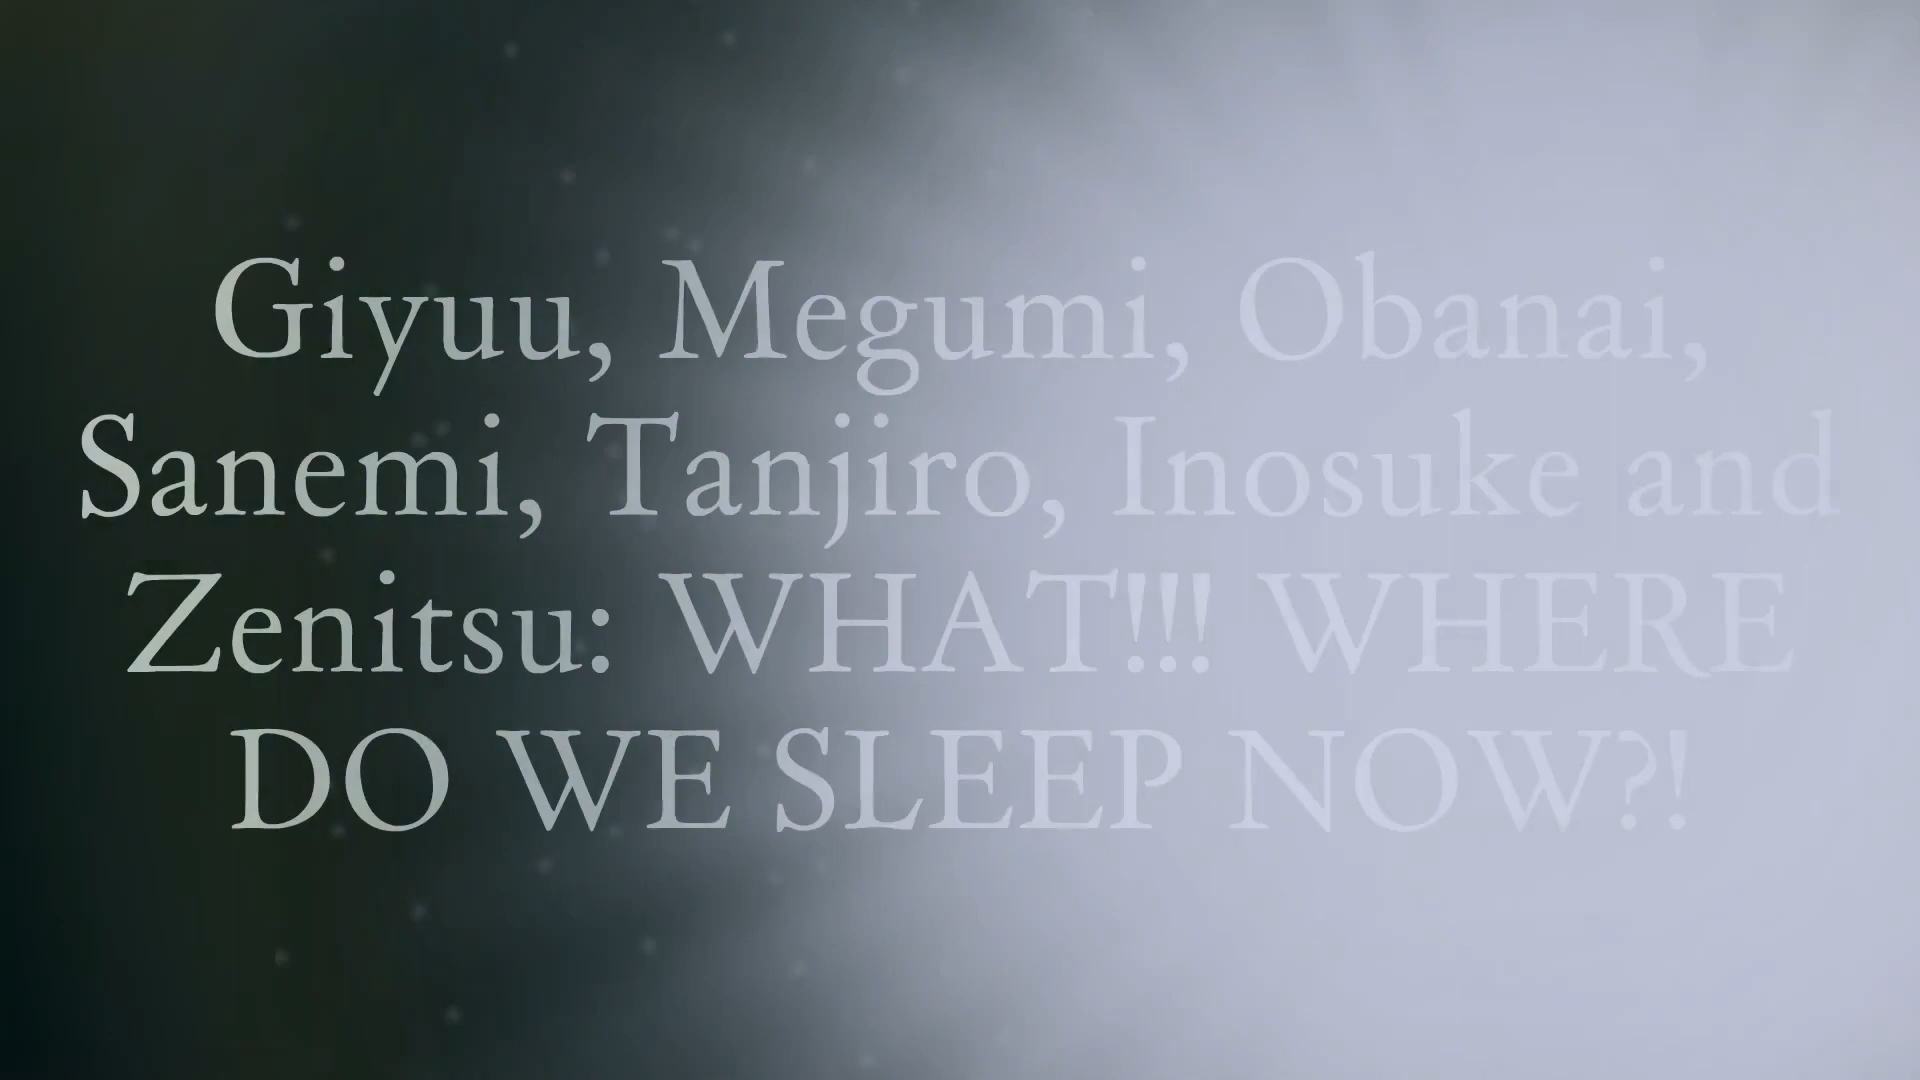 Giyuu, Megumi, Obanai,
Sanemi, Tanjiro, Inosuke and
Zenitsu: WHAT!!! WHERE
DO WE SLEEP NOW?!